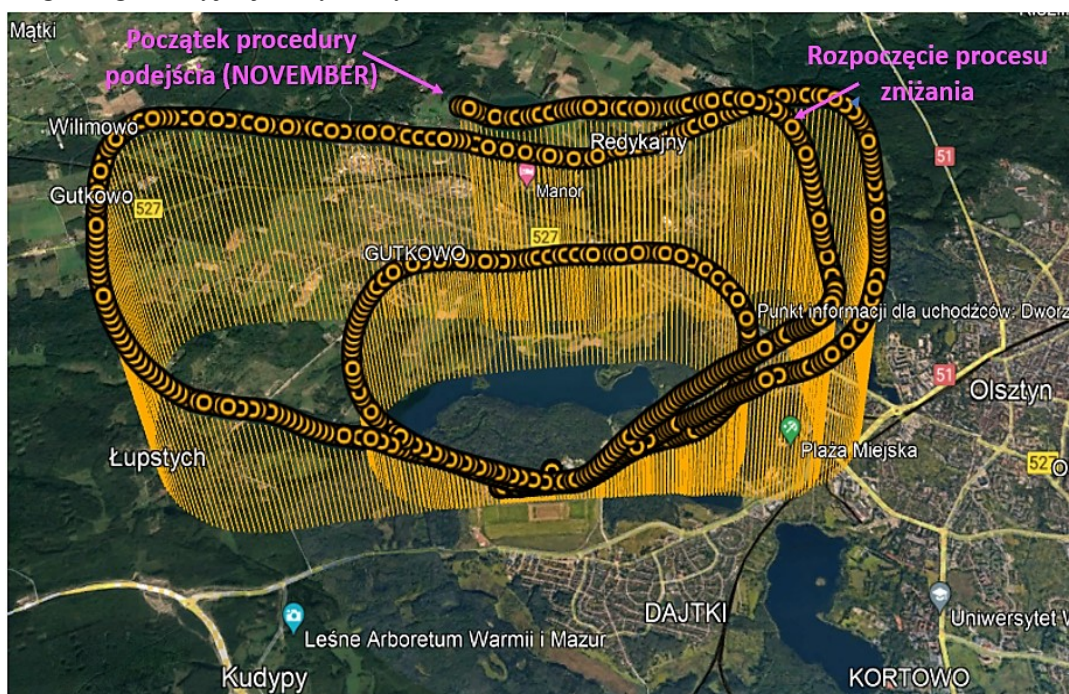 Mątki
Początek procedury
podejścia (NOVEMBER)
Rozpoczęcie procesu
zniżania
Wilimowo
Redykajny
51
Manor
Gutkowo
527
527
GUTKOWO
Punkt informacji dla uchodźców: Dworz
51
Olsztyn
Łupstych
Plaża Miejska
527
O
DAJTKI
Leśne Arboretum Warmii i Mazur
Uniwersytet W
Kudypy
KORTOWO